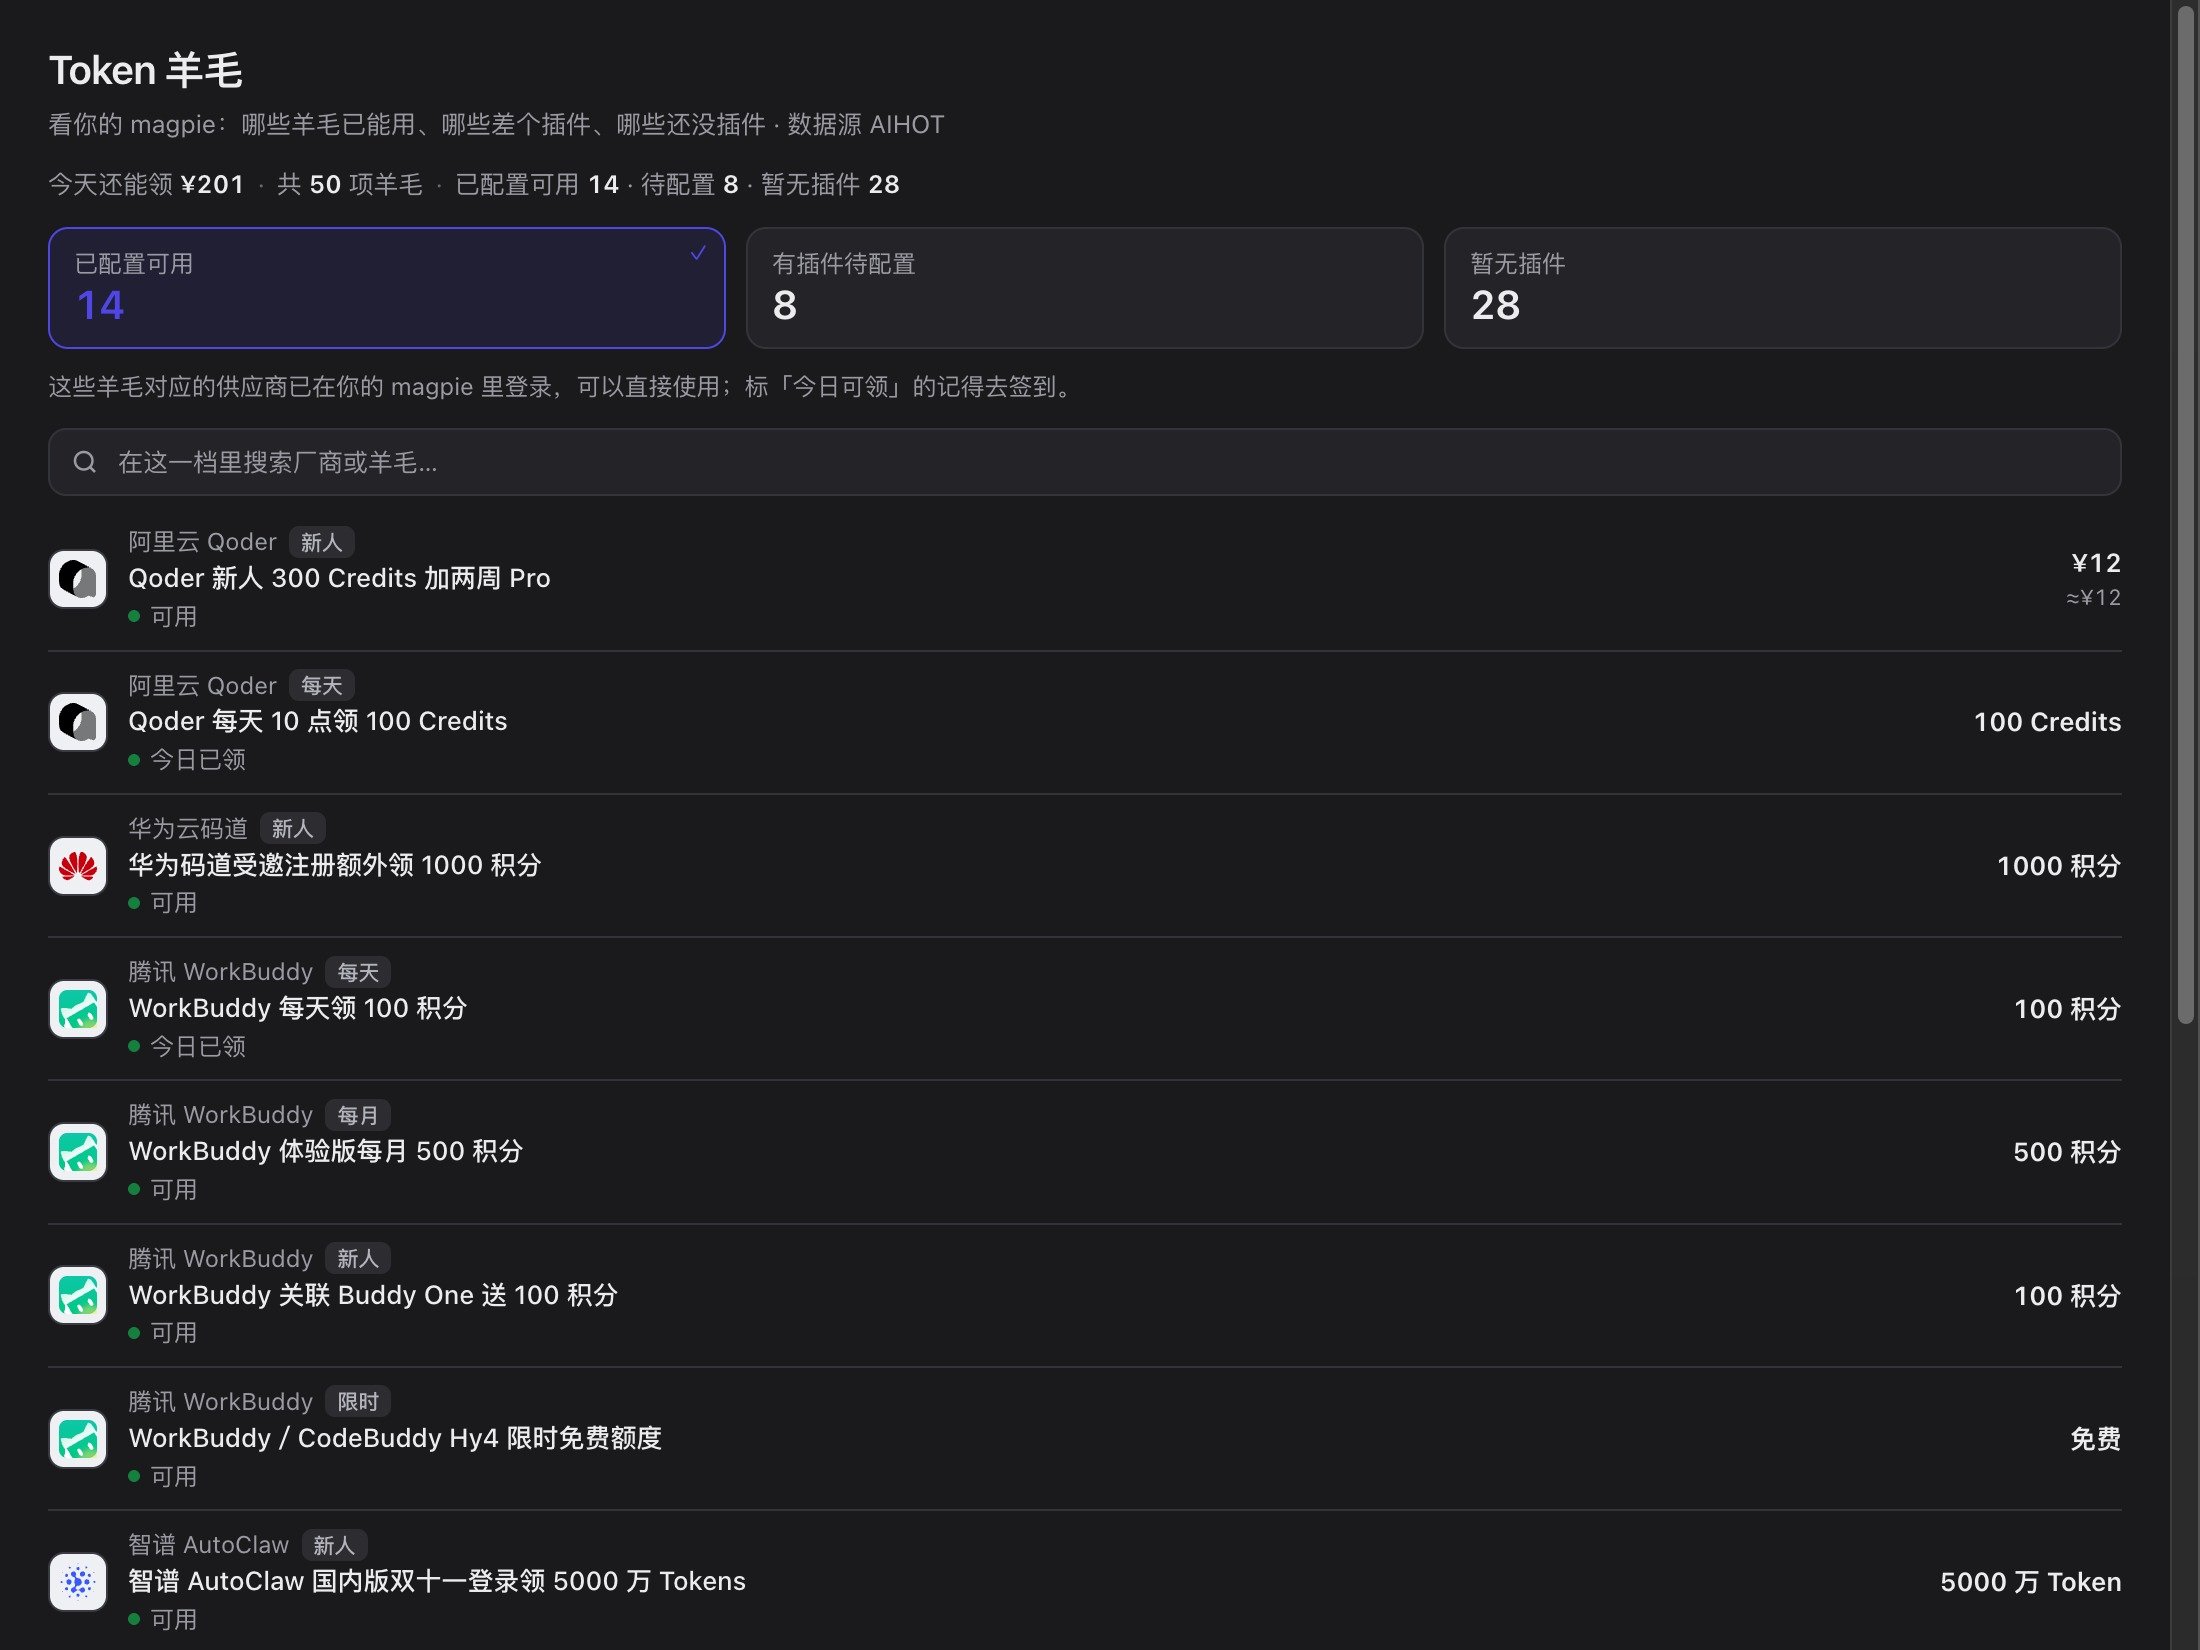 Token 羊毛
看你的 magpie：哪些羊毛已能用、哪些差个插件、哪些还没插件 · 数据源 AIHOT
今天还能领 ¥201 · 共 50 项羊毛 · 已配置可用 14 · 待配置 8 · 暂无插件 28
已配置可用
14
有插件待配置
8
暂无插件
28
这些羊毛对应的供应商已在你的 magpie 里登录，可以直接使用；标「今日可领」的记得去签到。
在这一档里搜索厂商或羊毛...
阿里云 Qoder 新人
Qoder 新人 300 Credits 加两周 Pro
可用
¥12
≈¥12
阿里云 Qoder 每天
Qoder 每天 10 点领 100 Credits
今日已领
100 Credits
华为云码道 新人
华为码道受邀注册额外领 1000 积分
可用
1000 积分
腾讯 WorkBuddy 每天
WorkBuddy 每天领 100 积分
今日已领
100 积分
腾讯 WorkBuddy 每月
WorkBuddy 体验版每月 500 积分
可用
500 积分
腾讯 WorkBuddy 新人
WorkBuddy 关联 Buddy One 送 100 积分
可用
100 积分
腾讯 WorkBuddy 限时
WorkBuddy / CodeBuddy Hy4 限时免费额度
可用
免费
智谱 AutoClaw 新人
智谱 AutoClaw 国内版双十一登录领 5000 万 Tokens
可用
5000 万 Token